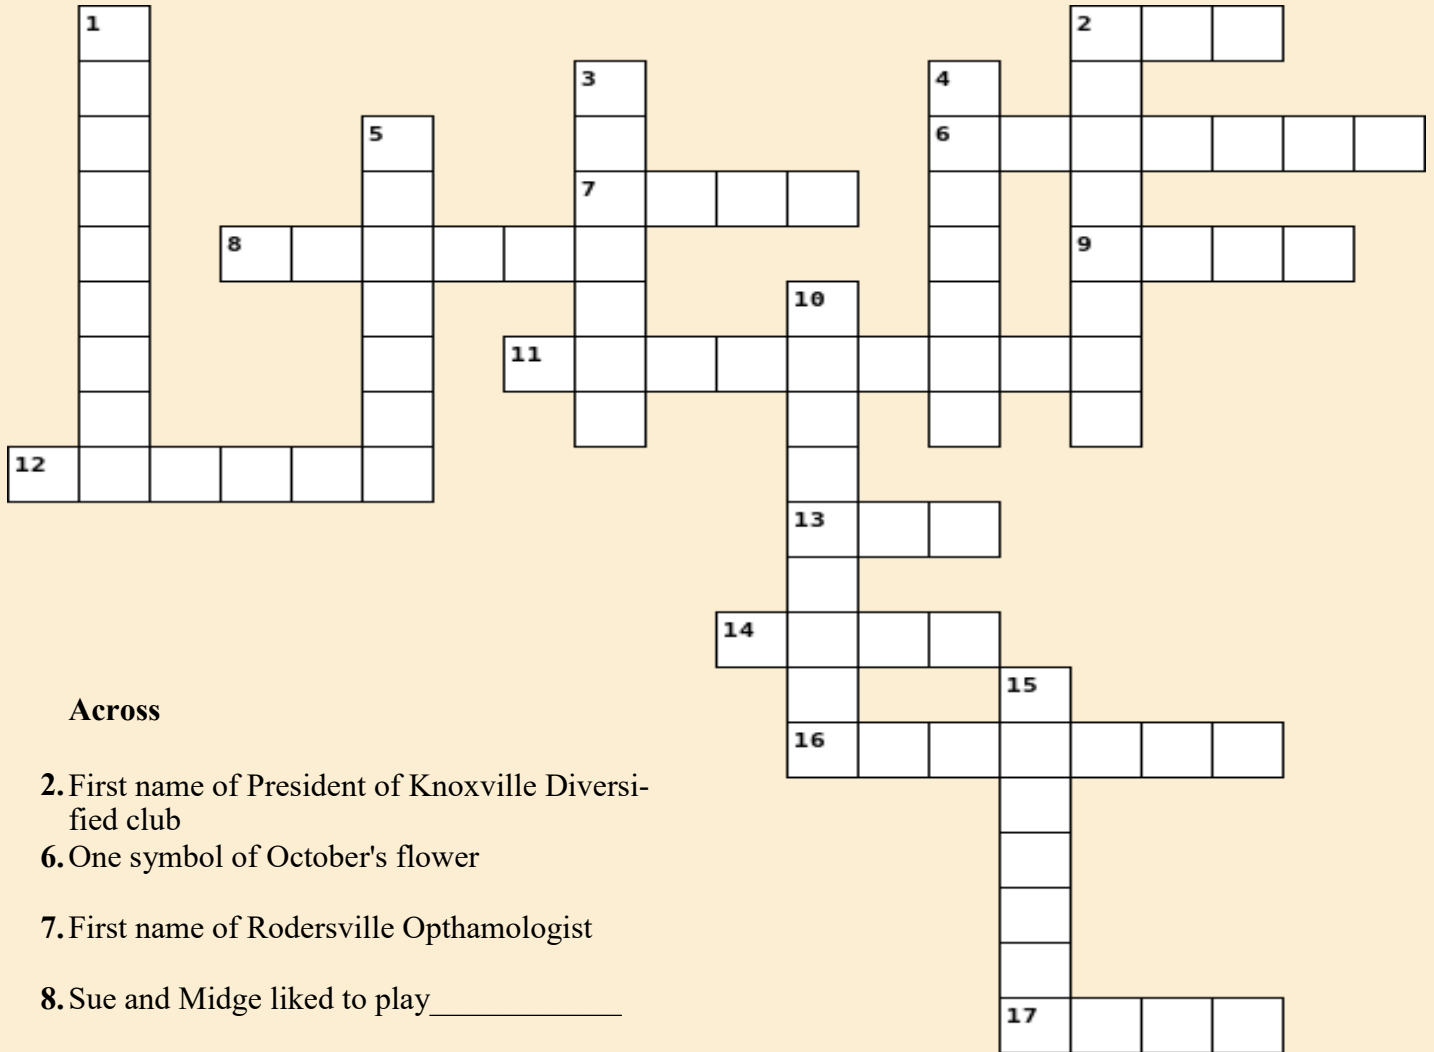 1
2
3
4
5
6
7
8
9
10
11
12
13
14
15
Across
16
2. First name of President of Knoxville Diversi-
fied club
6. One symbol of October's flower
7. First name of Rodersville Opthamologist
8. Sue and Midge liked to play____________
17